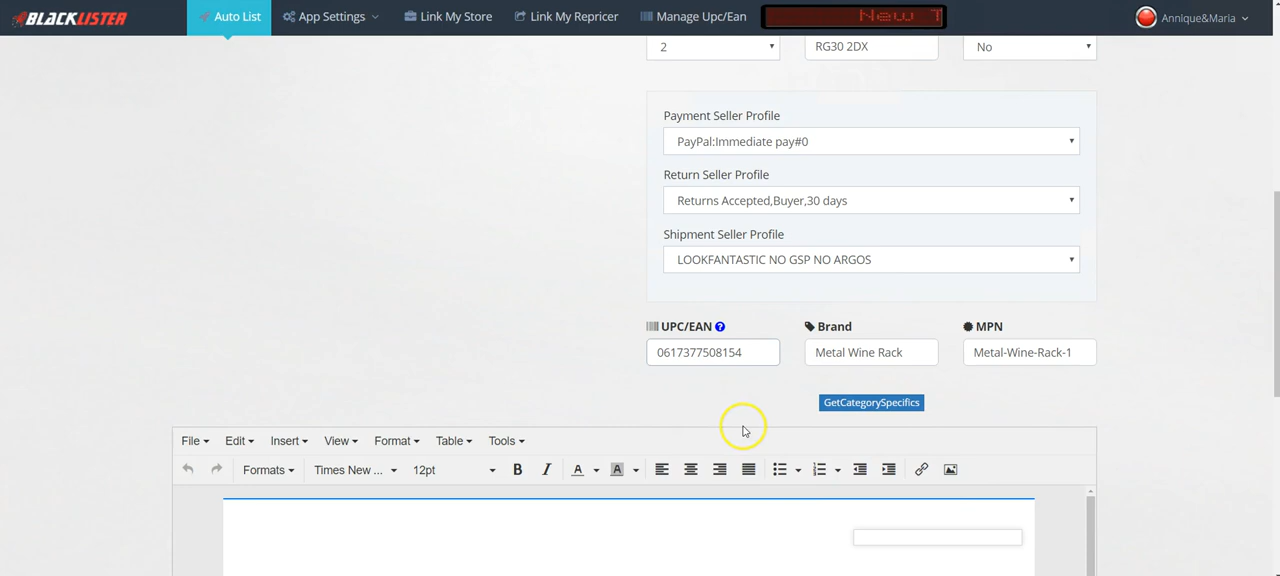 BLACKLISTER Auto List App Settings Link My Store Link My Repricer Manage Upc/Ean New Annique&Maria
2 RG30 2DX No
Payment Seller Profile
PayPal:Immediate pay#0
Return Seller Profile
Returns Accepted,Buyer,30 days
Shipment Seller Profile
LOOKFANTASTIC NO GSP NO ARGOS
UPC/EAN ? Brand MPN
0617377508154 Metal Wine Rack Metal-Wine-Rack-1
GetCategorySpecifics
File Edit Insert View Format Table Tools
Formats Times New ... 12pt B I A A